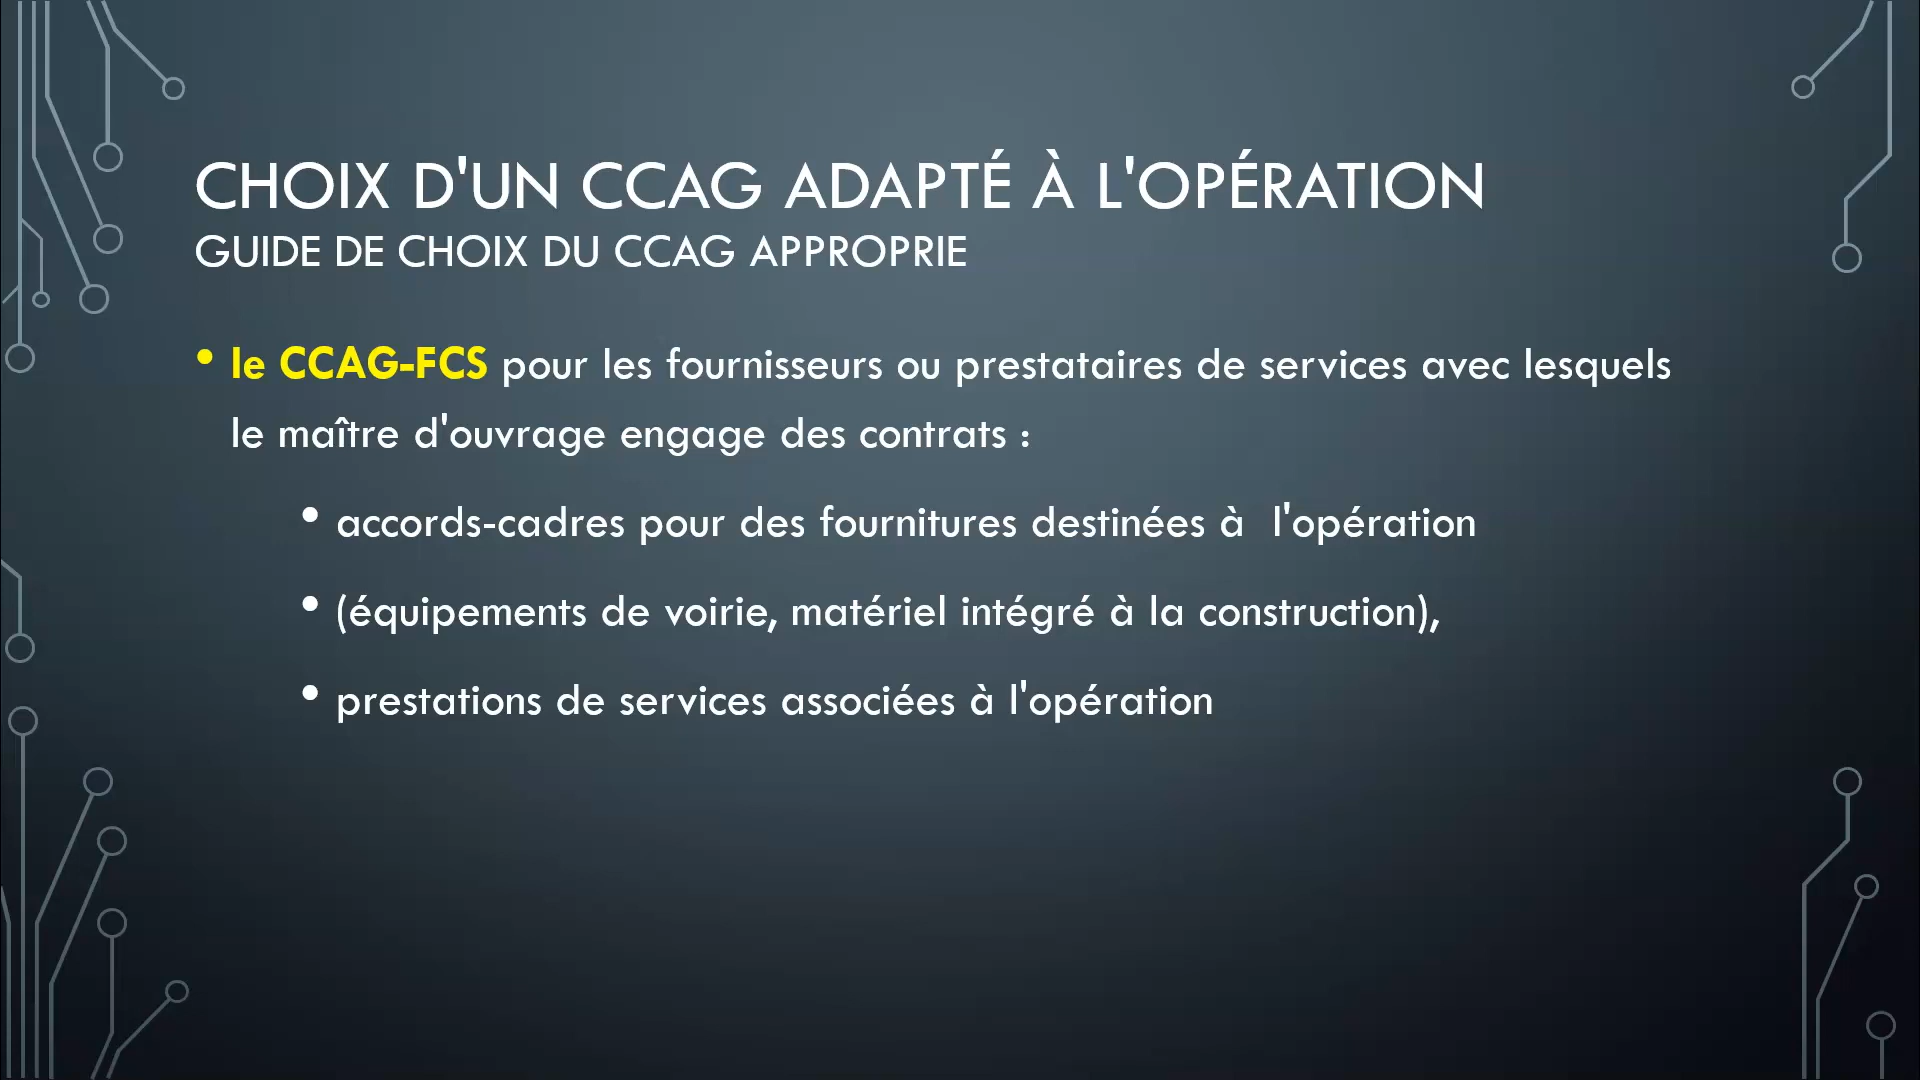 CHOIX D'UN CCAG ADAPTÉ À L'OPÉRATION
GUIDE DE CHOIX DU CCAG APPROPRIE
• le CCAG-FCS pour les fournisseurs ou prestataires de services avec lesquels
le maître d'ouvrage engage des contrats :
• accords-cadres pour des fournitures destinées à  l'opération
• (équipements de voirie, matériel intégré à la construction),
• prestations de services associées à l'opération